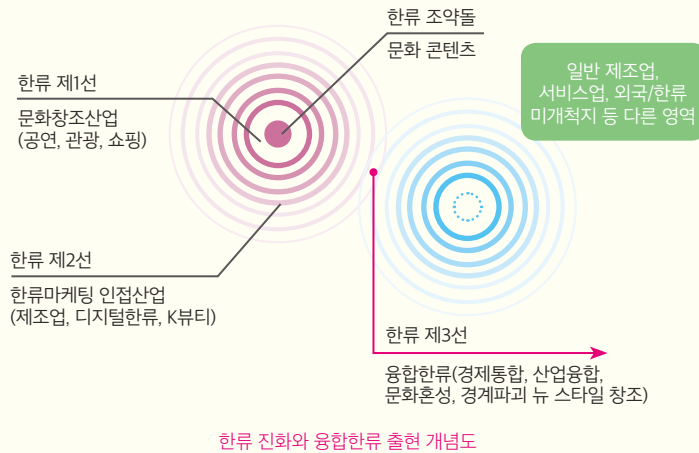 한류 조약돌
문화 콘텐츠
한류 제1선
문화창조산업
(공연, 관광, 쇼핑)
일반 제조업,
서비스업, 외국/한류
미개척지 등 다른 영역
한류 제2선
한류마케팅 인접산업
(제조업, 디지털한류, K뷰티)
한류 제3선
융합한류(경제통합, 산업융합,
문화혼성, 경계파괴 뉴 스타일 창조)
한류 진화와 융합한류 출현 개념도